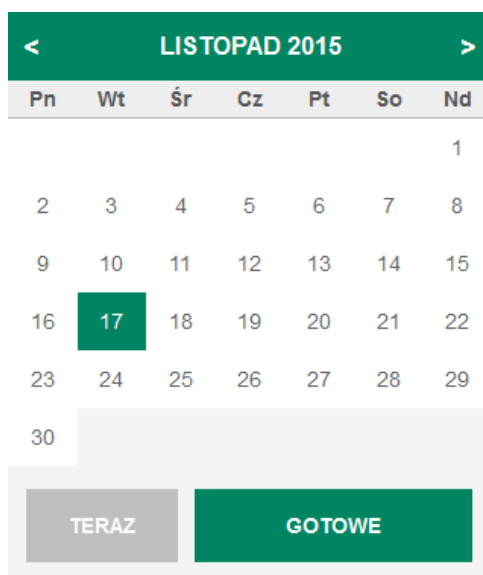 < LISTOPAD 2015 >
Pn Wt Śr Cz Pt So Nd
1
2 3 4 5 6 7 8
9 10 11 12 13 14 15
16 17 18 19 20 21 22
23 24 25 26 27 28 29
30
TERAZ GOTOWE